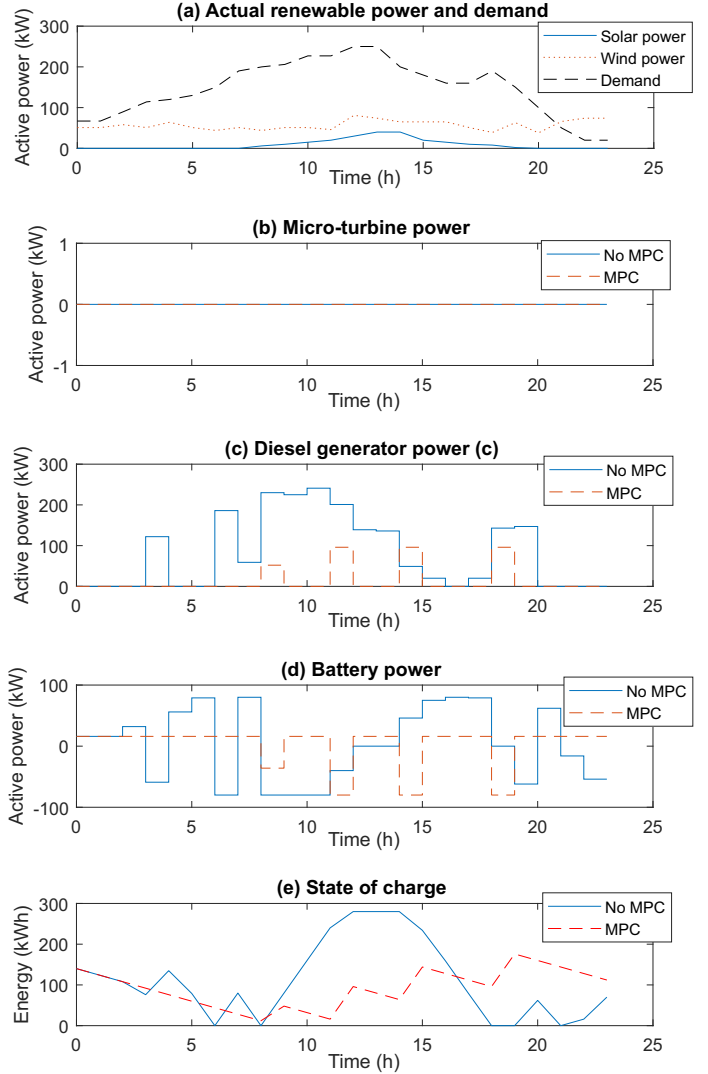 (a) Actual renewable power and demand
Active power (kW)
300
200
100
0
Solar power
Wind power
Demand
0 5 10 15 20 25
Time (h)
(b) Micro-turbine power
Active power (kW)
1
0
-1
No MPC
MPC
0 5 10 15 20 25
Time (h)
(c) Diesel generator power (c)
Active power (kW)
300
200
100
0
No MPC
MPC
0 5 10 15 20 25
Time (h)
(d) Battery power
Active power (kW)
100
0
-100
No MPC
MPC
0 5 10 15 20 25
Time (h)
(e) State of charge
Energy (kWh)
300
200
100
0
No MPC
MPC
0 5 10 15 20 25
Time (h)